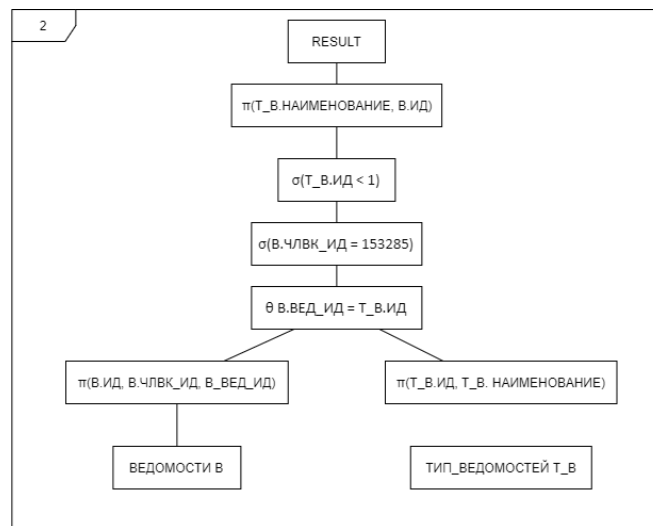 2
RESULT
π(Т_В.НАИМЕНОВАНИЕ, В.ИД)
σ(Т_В.ИД < 1)
σ(В.ЧЛВК_ИД = 153285)
θ В.ВЕД_ИД = Т_В.ИД
π(В.ИД, В.ЧЛВК_ИД, В_ВЕД_ИД)
π(Т_В.ИД, Т_В. НАИМЕНОВАНИЕ)
ВЕДОМОСТИ В
ТИП_ВЕДОМОСТЕЙ Т_В